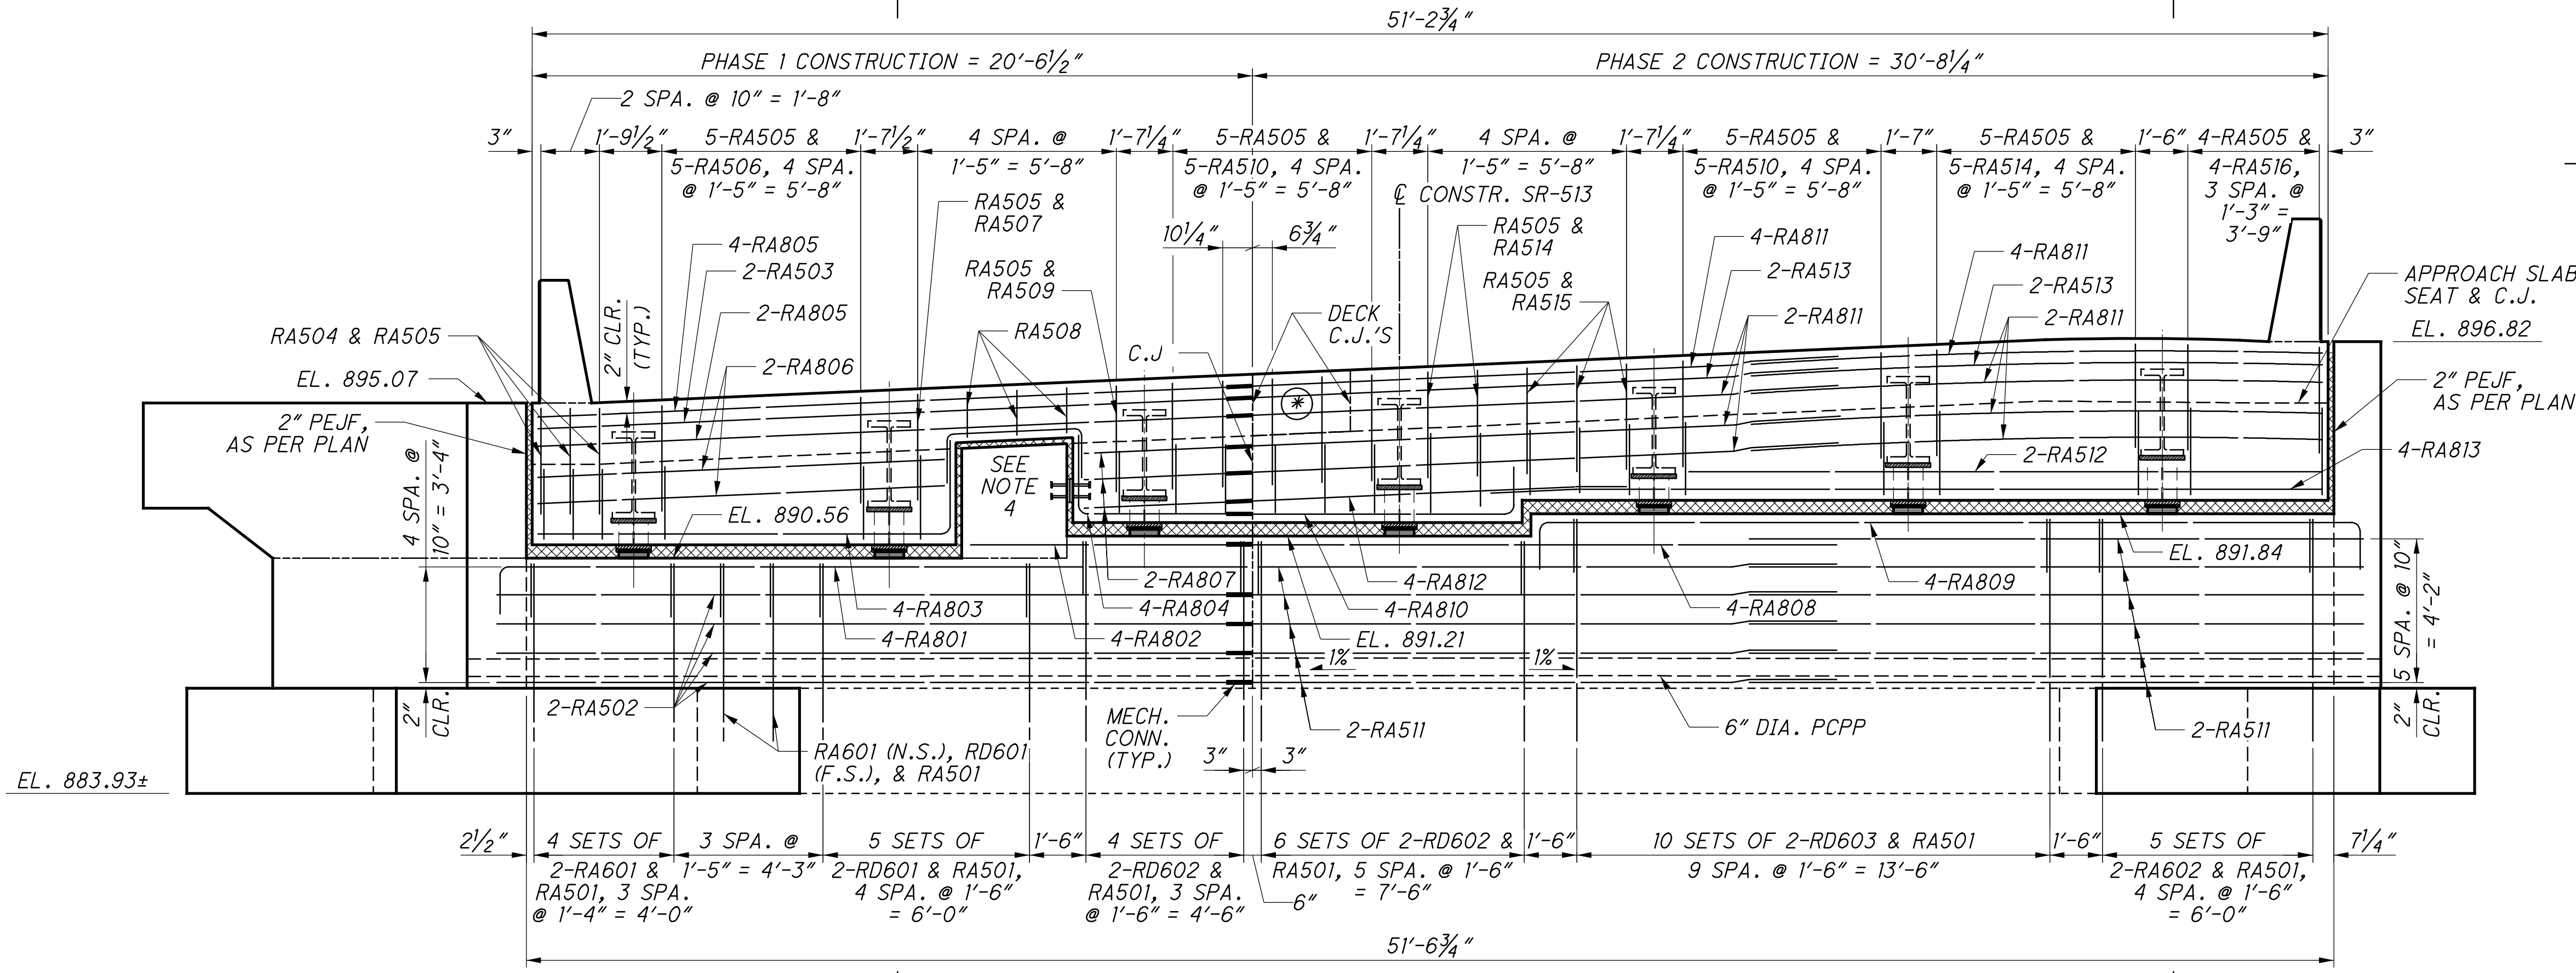 51'-2¾"
PHASE 1 CONSTRUCTION = 20'-6½"
PHASE 2 CONSTRUCTION = 30'-8¼"
2 SPA. @ 10" = 1'-8"
3"
1'-9½"
5-RA505 &
5-RA506, 4 SPA.
@ 1'-5" = 5'-8"
1'-7½"
4 SPA. @
1'-5" = 5'-8"
1'-7¼"
5-RA505 &
5-RA510, 4 SPA.
@ 1'-5" = 5'-8"
1'-7¼"
4 SPA. @
1'-5" = 5'-8"
1'-7¼"
5-RA505 &
5-RA510, 4 SPA.
@ 1'-5" = 5'-8"
1'-7"
5-RA505 &
5-RA514, 4 SPA.
@ 1'-5" = 5'-8"
1'-6"
4-RA505 &
4-RA516,
3 SPA. @
1'-3" =
3'-9"
3"
℄ CONSTR. SR-513
RA505 &
RA507
10¼"
6¾"
RA505 &
RA514
4-RA805
2-RA503
2-RA805
2-RA806
2" CLR.
(TYP.)
RA505 &
RA509
RA508
RA505 &
RA515
4-RA811
2-RA513
2-RA811
4-RA811
2-RA513
2-RA811
APPROACH SLAB
SEAT & C.J.
EL. 896.82
RA504 & RA505
EL. 895.07
2" PEJF,
AS PER PLAN
DECK
C.J.'S
C.J
*
2" PEJF,
AS PER PLAN
4 SPA. @
10" = 3'-4"
SEE
NOTE
4
EL. 890.56
2-RA512
4-RA813
EL. 891.84
2-RA807
4-RA812
4-RA809
4-RA803
4-RA804
4-RA810
4-RA808
4-RA801
4-RA802
EL. 891.21
1%
1%
5 SPA. @ 10"
= 4'-2"
2"
CLR.
2-RA502
MECH.
CONN.
(TYP.)
2-RA511
6" DIA. PCPP
2-RA511
2"
CLR.
RA601 (N.S.), RD601
(F.S.), & RA501
3"
3"
EL. 883.93±
2½"
4 SETS OF
2-RA601 &
RA501, 3 SPA.
@ 1'-4" = 4'-0"
3 SPA. @
1'-5" = 4'-3"
5 SETS OF
2-RD601 & RA501,
4 SPA. @ 1'-6"
= 6'-0"
1'-6"
4 SETS OF
2-RD602 &
RA501, 3 SPA.
@ 1'-6" = 4'-6"
6"
6 SETS OF 2-RD602 &
RA501, 5 SPA. @ 1'-6"
= 7'-6"
1'-6"
10 SETS OF 2-RD603 & RA501
9 SPA. @ 1'-6" = 13'-6"
1'-6"
5 SETS OF
2-RA602 & RA501,
4 SPA. @ 1'-6"
= 6'-0"
7¼"
51'-6¾"